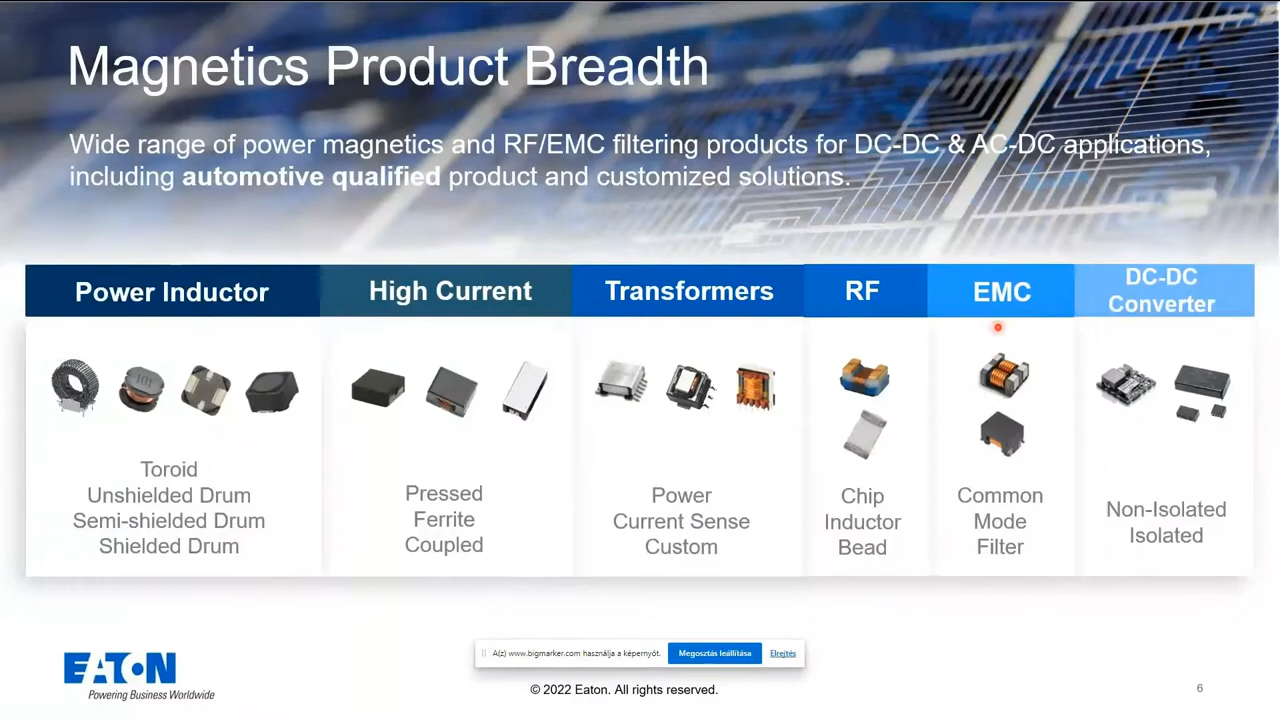 Magnetics Product Breadth
Wide range of power magnetics and RF/EMC filtering products for DC-DC & AC-DC applications,
including automotive qualified product and customized solutions.
Power Inductor
High Current
Transformers
RF
EMC
DC-DC
Converter
101
Toroid
Unshielded Drum
Semi-shielded Drum
Shielded Drum
Pressed
Ferrite
Coupled
Power
Current Sense
Custom
Chip
Inductor
Bead
Common
Mode
Filter
Non-Isolated
Isolated
EATON
Powering Business Worldwide
A(z) www.bigmarker.com használja a képernyőt.
Megosztás leállítása
Elrejtés
© 2022 Eaton. All rights reserved.
6